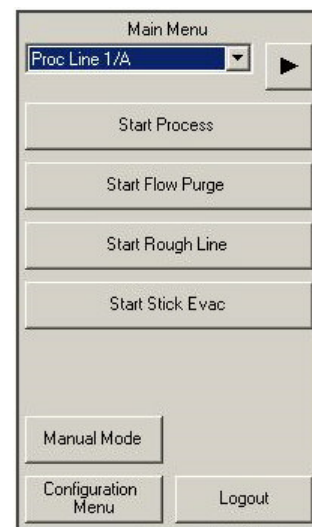 Main Menu
Proc Line 1/A
Start Process
Start Flow Purge
Start Rough Line
Start Stick Evac
Manual Mode
Configuration
Menu
Logout